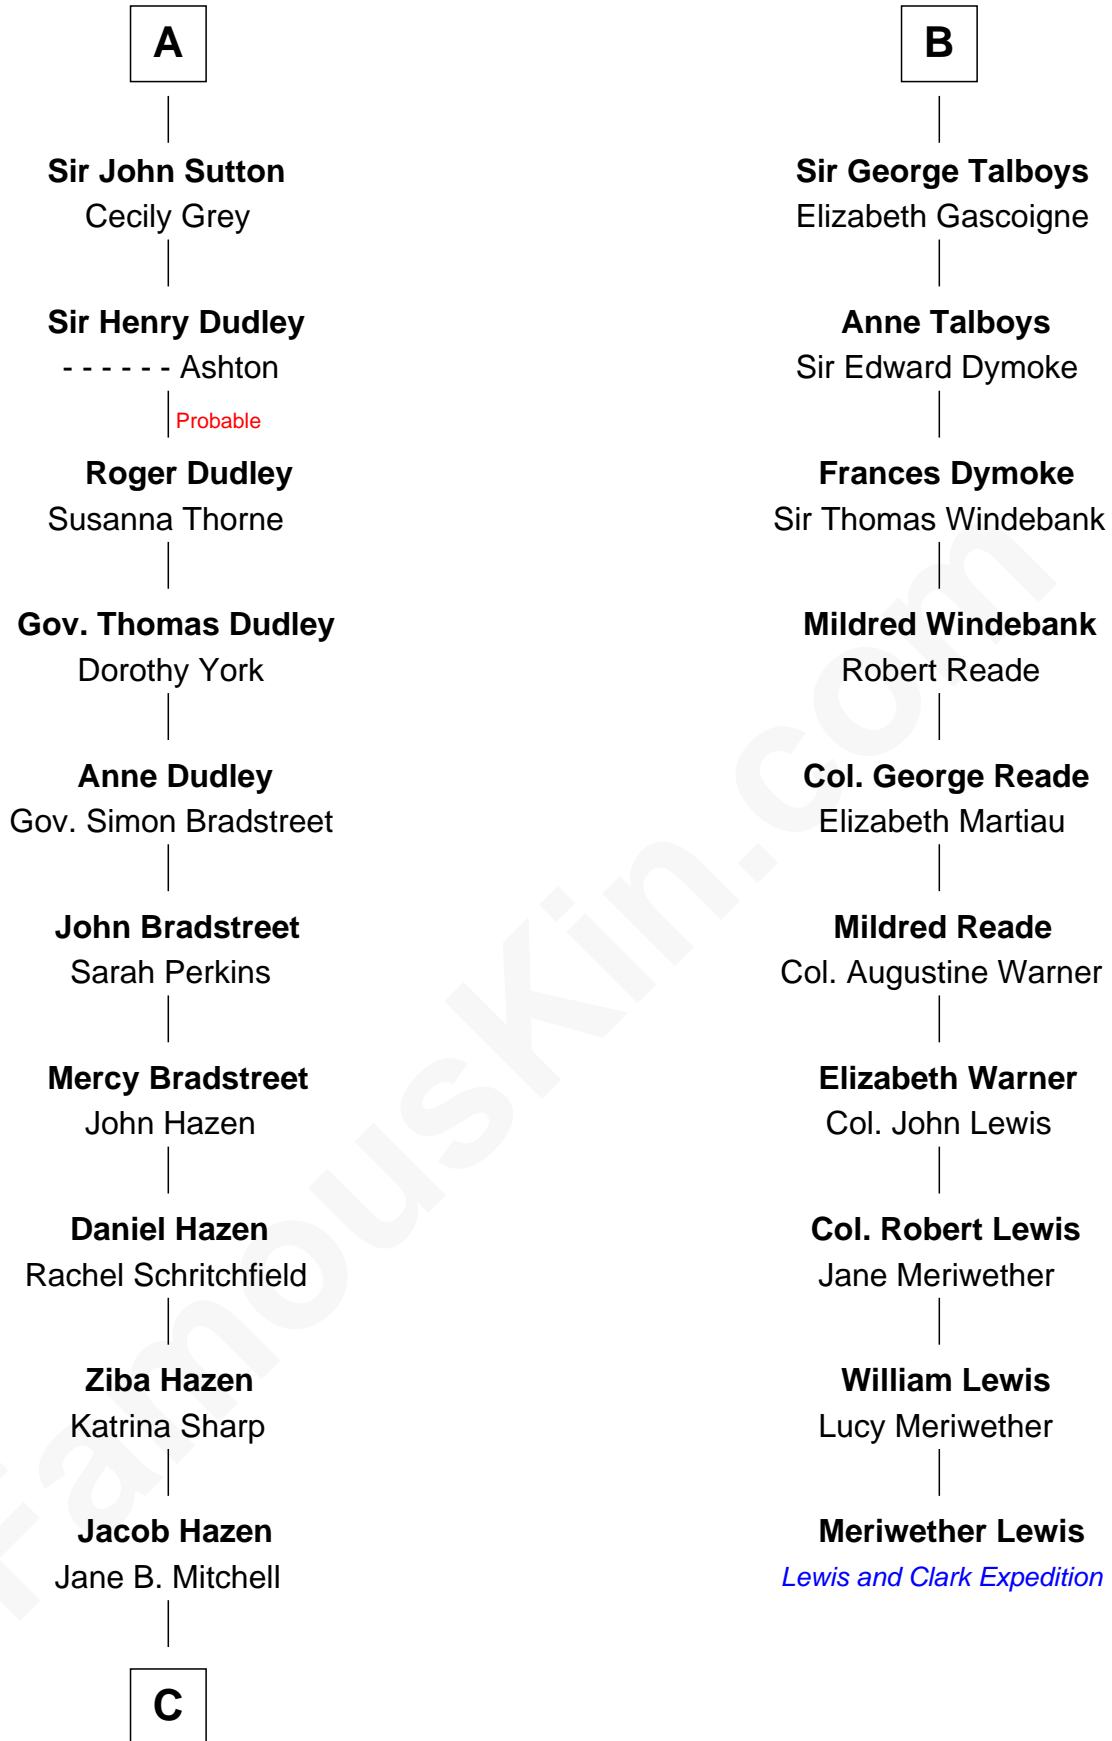 A
Sir John Sutton
Cecily Grey
Sir Henry Dudley
- - - - - - Ashton
Probable
Roger Dudley
Susanna Thorne
Gov. Thomas Dudley
Dorothy York
Anne Dudley
Gov. Simon Bradstreet
John Bradstreet
Sarah Perkins
Mercy Bradstreet
John Hazen
Daniel Hazen
Rachel Schritchfield
Ziba Hazen
Katrina Sharp
Jacob Hazen
Jane B. Mitchell
C
B
Sir George Talboys
Elizabeth Gascoigne
Anne Talboys
Sir Edward Dymoke
Frances Dymoke
Sir Thomas Windebank
Mildred Windebank
Robert Reade
Col. George Reade
Elizabeth Martiau
Mildred Reade
Col. Augustine Warner
Elizabeth Warner
Col. John Lewis
Col. Robert Lewis
Jane Meriwether
William Lewis
Lucy Meriwether
Meriwether Lewis
Lewis and Clark Expedition
FamousKin.com